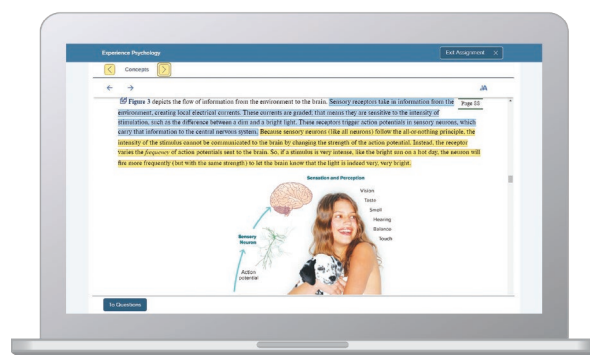 Experience Psychology
Exit Assignment ×
Concepts
Figure 3 depicts the flow of information from the environment to the brain. Sensory receptors take in information from the
Page 83
environment, creating local electrical currents. These currents are graded; that means they are sensitive to the intensity of
stimulation, such as the difference between a dim and a bright light. These receptors trigger action potentials in sensory neurons, which
carry that information to the central nervous system. Because sensory neurons (like all neurons) follow the all-or-nothing principle, the
intensity of the stimulus cannot be communicated to the brain by changing the strength of the action potential. Instead, the receptor
varies the frequency of action potentials sent to the brain. So, if a stimulus is very intense, like the bright sun on a hot day, the neuron will
fire more frequently (but with the same strength) to let the brain know that the light is indeed very, very bright.
Sensation and Perception
Vision
Taste
Smell
Hearing
Balance
Touch
Sensory
Neuron
Action
potential
To Questions